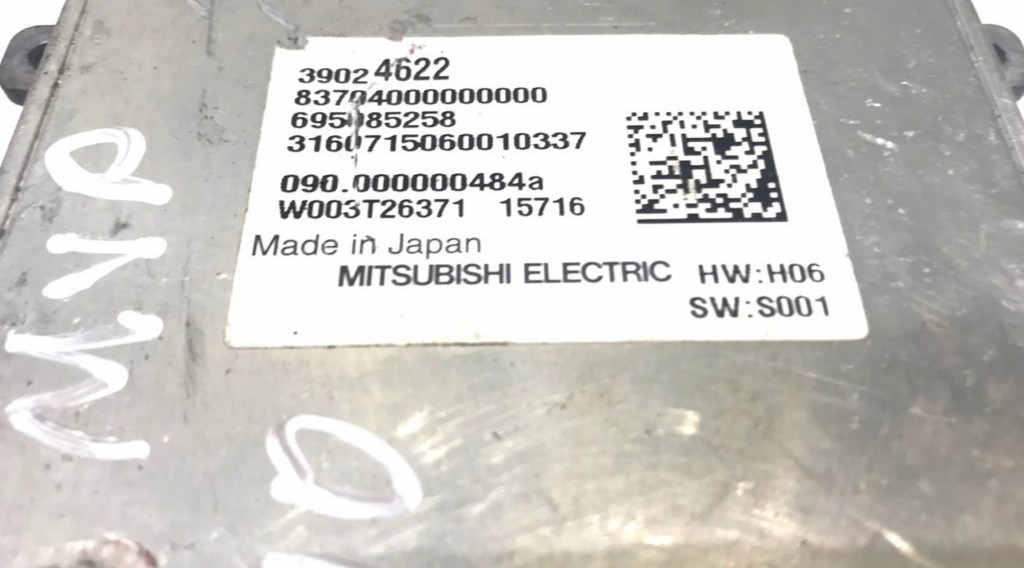 39024622
83704000000000
695085258
3160715060010337
090.000000484a
W003T26371 15716
Made in Japan
MITSUBISHI ELECTRIC HW:H06
SW:S001